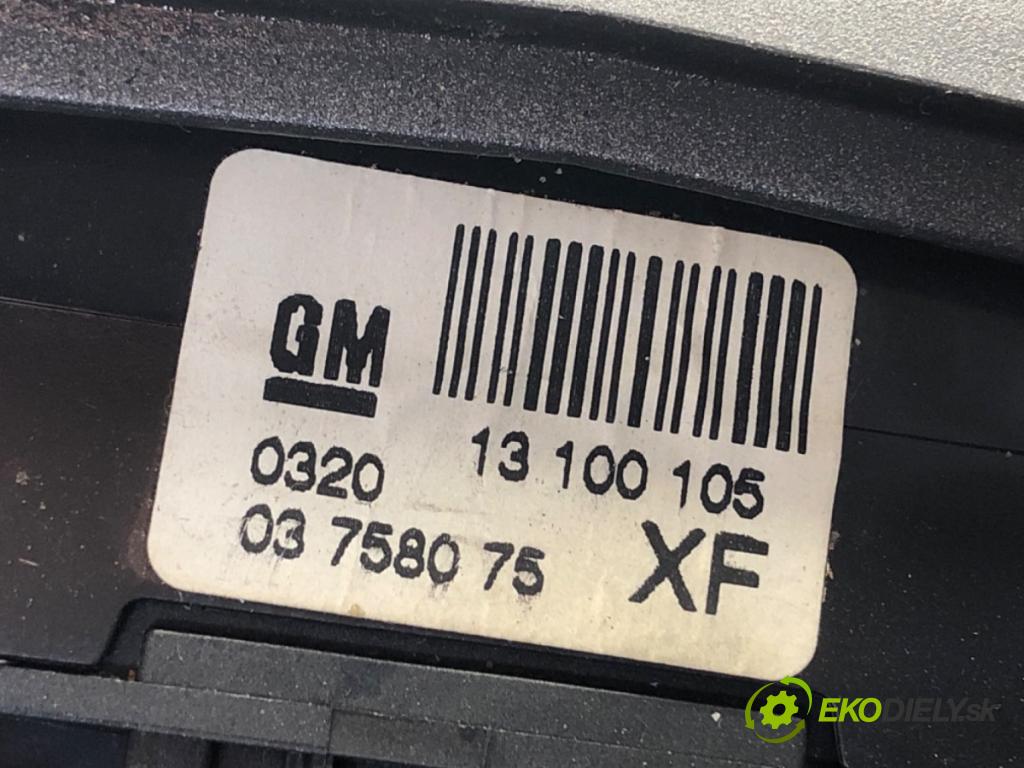 GM
13 100 105
0320
03 7580 75
XF
EKODIELY.sk